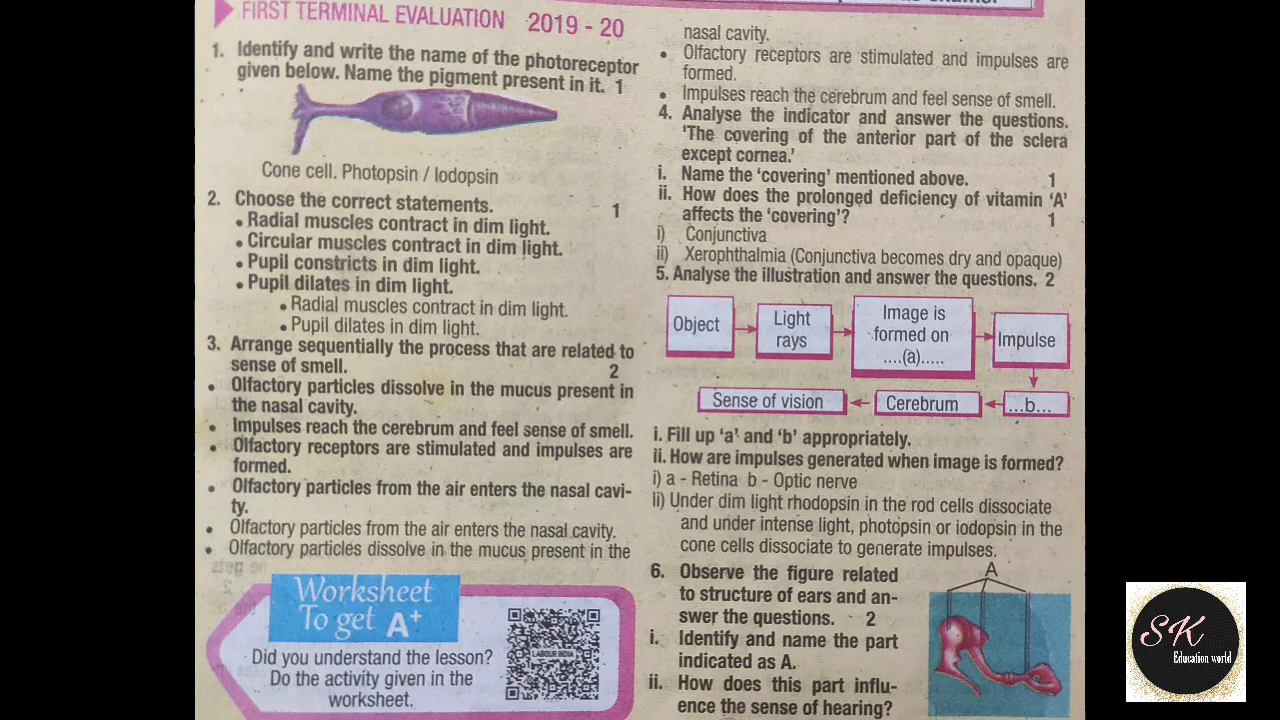 FIRST TERMINAL EVALUATION 2019 - 20
1. Identify and write the name of the photoreceptor
given below. Name the pigment present in it. 1
Cone cell. Photopsin / Iodopsin
2. Choose the correct statements. 1
• Radial muscles contract in dim light.
• Circular muscles contract in dim light.
• Pupil constricts in dim light.
• Pupil dilates in dim light.
• Radial muscles contract in dim light.
• Pupil dilates in dim light.
3. Arrange sequentially the process that are related to
sense of smell. 2
• Olfactory particles dissolve in the mucus present in
the nasal cavity.
• Impulses reach the cerebrum and feel sense of smell.
• Olfactory receptors are stimulated and impulses are
formed.
• Olfactory particles from the air enters the nasal cavi-
ty.
• Olfactory particles from the air enters the nasal cavity.
• Olfactory particles dissolve in the mucus present in the
Worksheet
To get A+
Did you understand the lesson?
Do the activity given in the
worksheet.
LABOUR INDIA
nasal cavity.
• Olfactory receptors are stimulated and impulses are
formed.
• Impulses reach the cerebrum and feel sense of smell.
4. Analyse the indicator and answer the questions.
'The covering of the anterior part of the sclera
except cornea.'
i. Name the 'covering' mentioned above. 1
ii. How does the prolonged deficiency of vitamin 'A'
affects the 'covering'? 1
i) Conjunctiva
ii) Xerophthalmia (Conjunctiva becomes dry and opaque)
5. Analyse the illustration and answer the questions. 2
Object
Light
rays
Image is
formed on
....(a).....
Impulse
Sense of vision
Cerebrum
...b...
i. Fill up 'a' and 'b' appropriately.
ii. How are impulses generated when image is formed?
i) a - Retina b - Optic nerve
ii) Under dim light rhodopsin in the rod cells dissociate
and under intense light, photopsin or iodopsin in the
cone cells dissociate to generate impulses.
6. Observe the figure related
to structure of ears and an-
swer the questions. 2
i. Identify and name the part
indicated as A.
ii. How does this part influ-
ence the sense of hearing?
A
SK
Education world